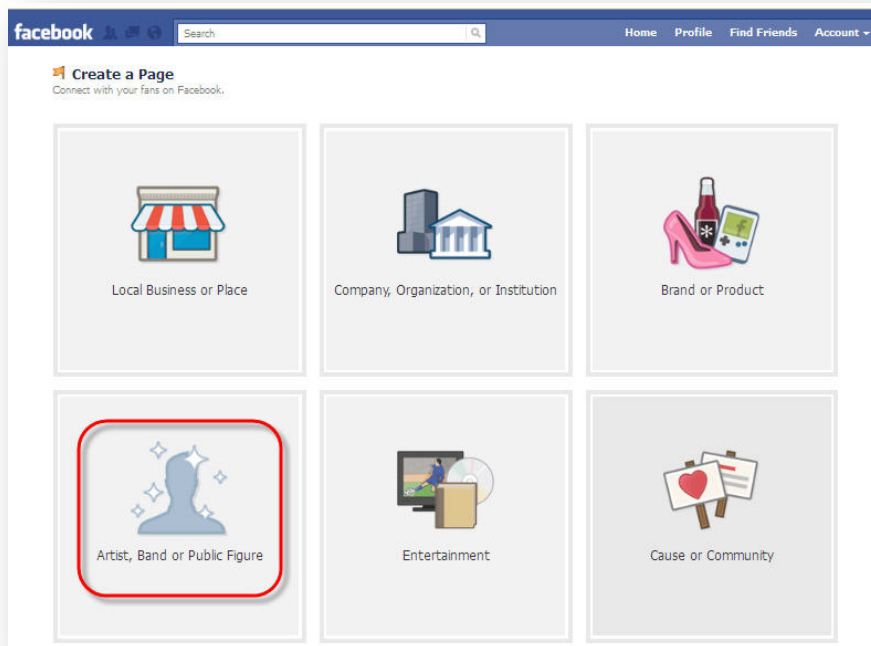 facebook Search Home Profile Find Friends Account
Create a Page
Connect with your fans on Facebook.
Local Business or Place Company, Organization, or Institution Brand or Product
Artist, Band or Public Figure Entertainment Cause or Community